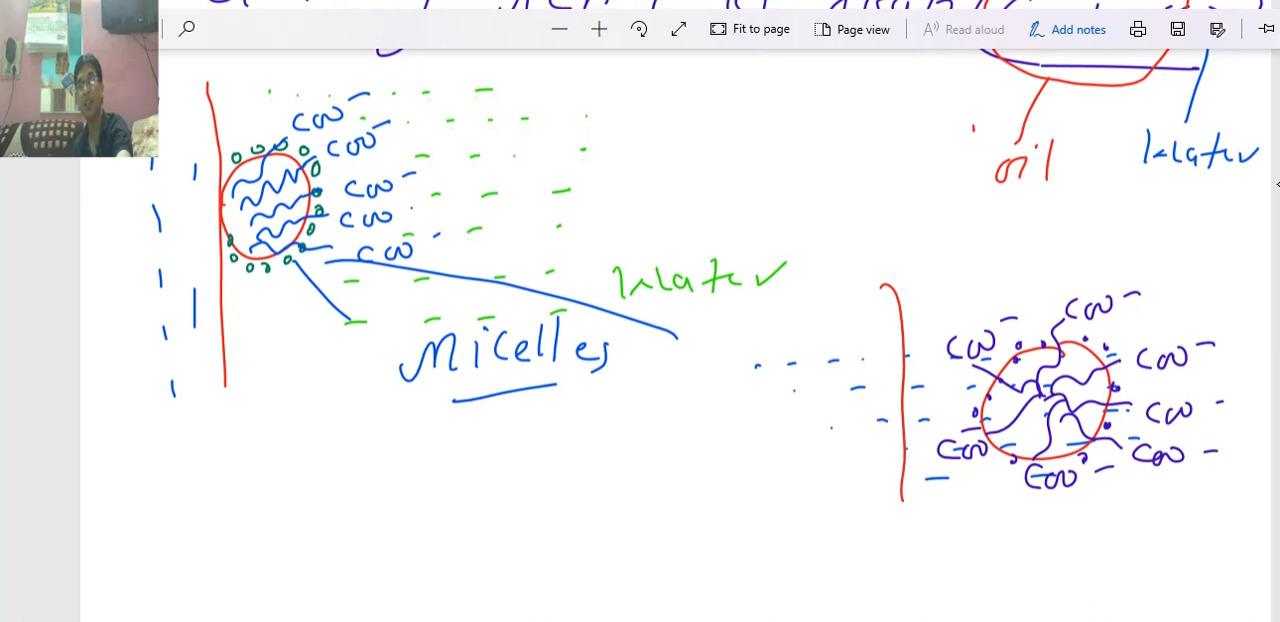 Fit to page
Page view
Read aloud
Add notes
COO⁻
COO⁻
COO⁻
COO
COO⁻
oil
Water
Water
Micelles
COO⁻
COO⁻
COO⁻
COO⁻
COO
COO⁻
COO⁻